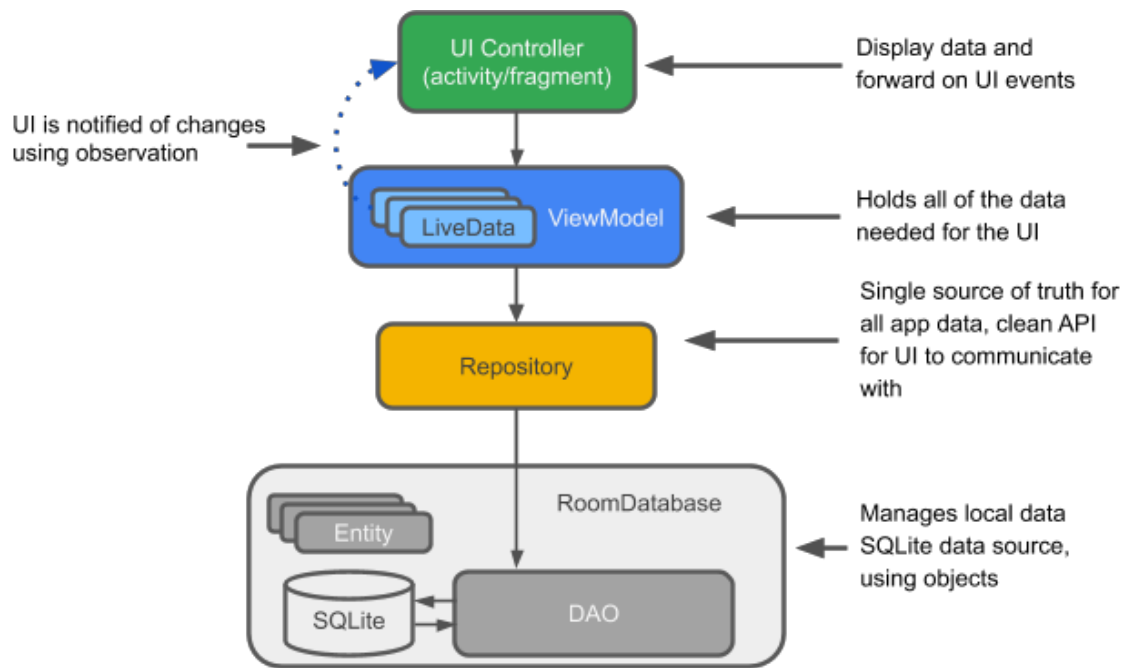 UI Controller
(activity/fragment)
Display data and
forward on UI events
UI is notified of changes
using observation
LiveData
ViewModel
Holds all of the data
needed for the UI
Single source of truth for
all app data, clean API
for UI to communicate
with
Repository
RoomDatabase
Entity
Manages local data
SQLite data source,
using objects
SQLite
DAO